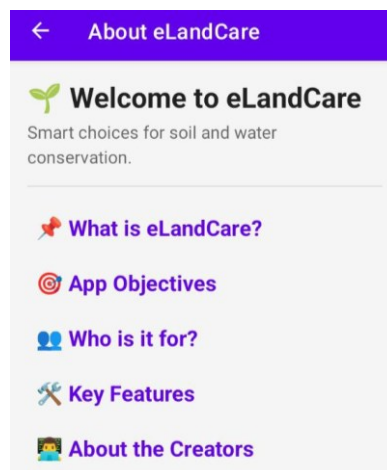 ← About eLandCare
🌱 Welcome to eLandCare
Smart choices for soil and water
conservation.
📌 What is eLandCare?
🎯 App Objectives
👥 Who is it for?
🛠️ Key Features
👨‍💻 About the Creators